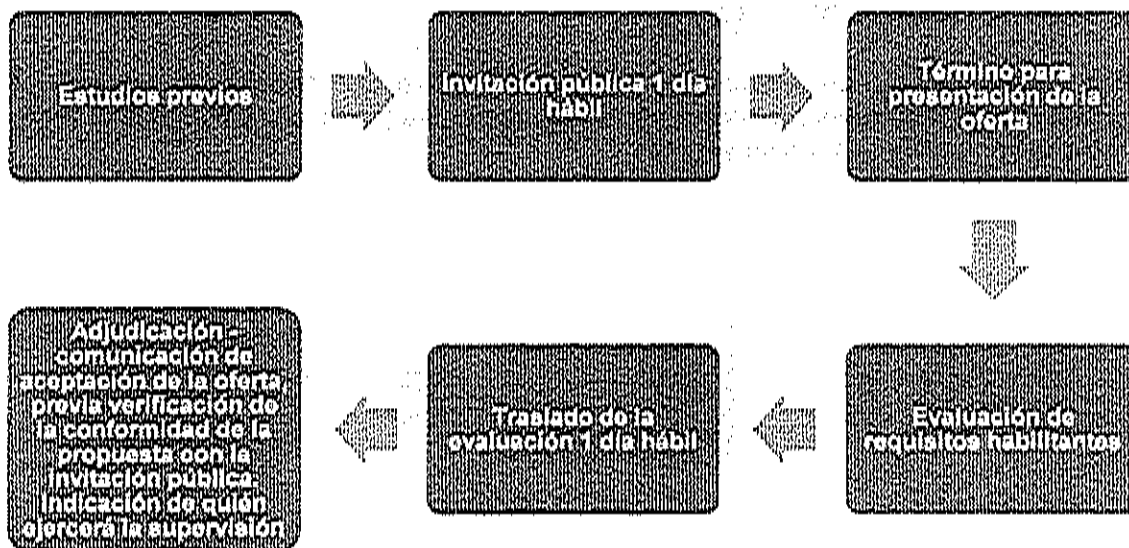 Estudios previos
Invitación pública 1 día
hábil
Término para
presentación de la
oferta
Evaluación de
requisitos habilitantes
Traslado de la
evaluación 1 día hábil
Adjudicación -
comunicación de
aceptación de la oferta,
previa verificación de
la conformidad de la
propuesta con la
invitación pública.
Indicación de quién
ejercerá la supervisión